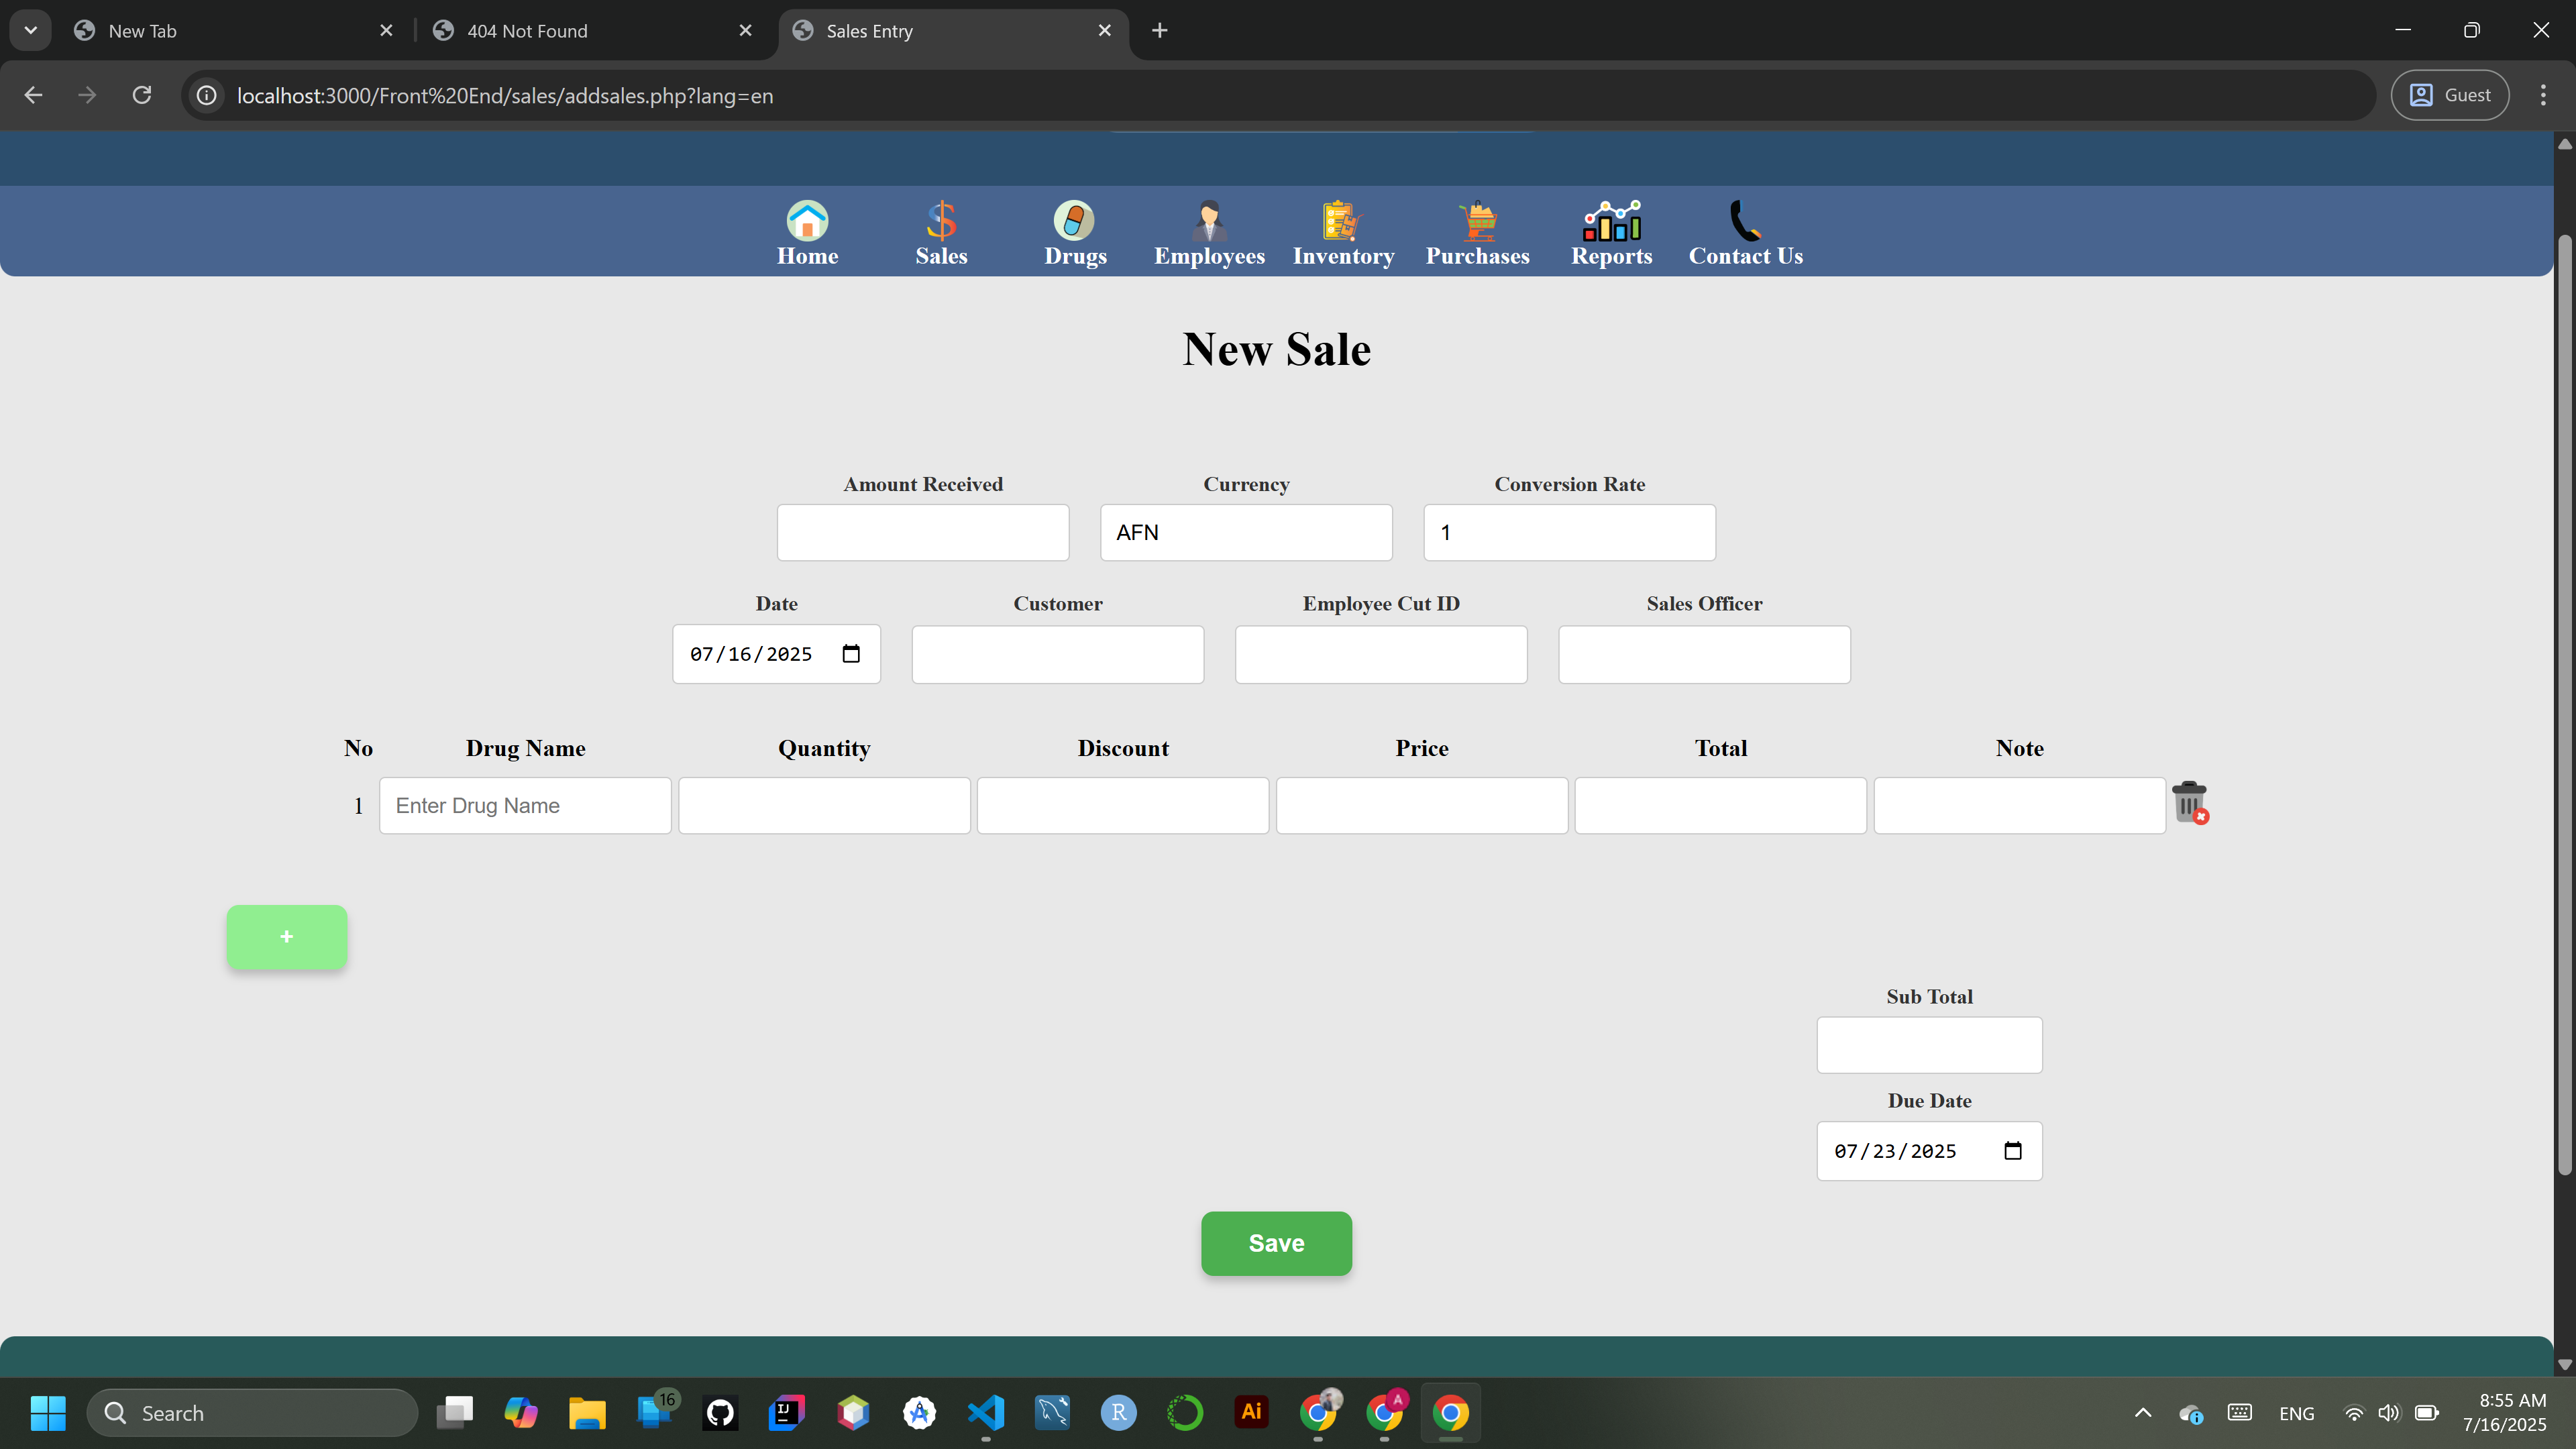 New Tab
404 Not Found
Sales Entry
localhost:3000/Front%20End/sales/addsales.php?lang=en
Guest
Home
Sales
Drugs
Employees
Inventory
Purchases
Reports
Contact Us
New Sale
Amount Received
Currency
Conversion Rate
AFN
1
Date
Customer
Employee Cut ID
Sales Officer
07/16/2025
No
Drug Name
Quantity
Discount
Price
Total
Note
1
Enter Drug Name
+
Sub Total
Due Date
07/23/2025
Save
Search
16
IJ
R
Ai
A
ENG
8:55 AM
7/16/2025